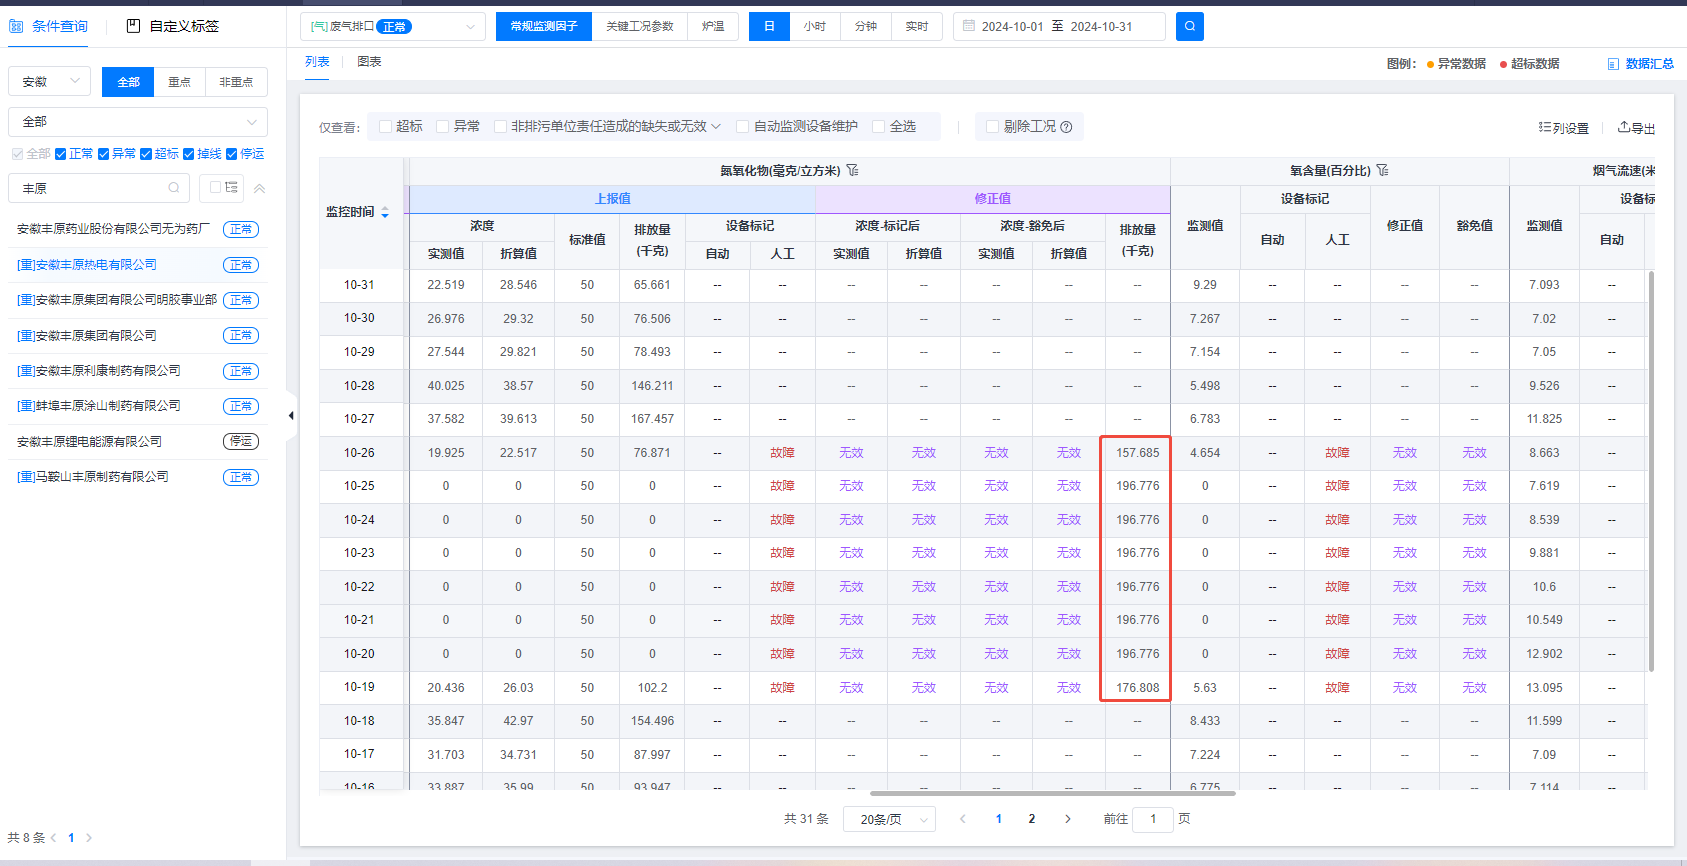 条件查询
自定义标签
安徽
全部
重点
非重点
全部
全部
正常
异常
超标
掉线
停运
丰原
安徽丰原药业股份有限公司无为药厂
正常
[重]安徽丰原热电有限公司
正常
[重]安徽丰原集团有限公司明胶事业部
正常
[重]安徽丰原集团有限公司
正常
[重]安徽丰原利康制药有限公司
正常
[重]蚌埠丰原涂山制药有限公司
正常
安徽丰原锂电能源有限公司
停运
[重]马鞍山丰原制药有限公司
正常
共 8 条
1
[气]废气排口 正常
常规监测因子
关键工况参数
炉温
日
小时
分钟
实时
2024-10-01 至 2024-10-31
列表
图表
图例：
异常数据
超标数据
数据汇总
仅查看：
超标
异常
非排污单位责任造成的缺失或无效
自动监测设备维护
全选
剔除工况
列设置
导出
监控时间
氮氧化物(毫克/立方米)
氧含量(百分比)
烟气流速(米
上报值
修正值
监测值
设备标记
修正值
豁免值
监测值
设备标
浓度
标准值
排放量
(千克)
设备标记
浓度-标记后
浓度-豁免后
排放量
(千克)
自动
人工
自动
实测值 折算值
自动 人工
实测值 折算值
实测值 折算值
10-31 22.519 28.546 50 65.661 -- -- -- -- -- -- -- 9.29 -- -- -- -- 7.093 --
10-30 26.976 29.32 50 76.506 -- -- -- -- -- -- -- 7.267 -- -- -- -- 7.02 --
10-29 27.544 29.821 50 78.493 -- -- -- -- -- -- -- 7.154 -- -- -- -- 7.05 --
10-28 40.025 38.57 50 146.211 -- -- -- -- -- -- -- 5.498 -- -- -- -- 9.526 --
10-27 37.582 39.613 50 167.457 -- -- -- -- -- -- -- 6.783 -- -- -- -- 11.825 --
10-26 19.925 22.517 50 76.871 -- 故障 无效 无效 无效 无效 157.685 4.654 -- 故障 无效 无效 8.663 --
10-25 0 0 50 0 -- 故障 无效 无效 无效 无效 196.776 0 -- 故障 无效 无效 7.619 --
10-24 0 0 50 0 -- 故障 无效 无效 无效 无效 196.776 0 -- 故障 无效 无效 8.539 --
10-23 0 0 50 0 -- 故障 无效 无效 无效 无效 196.776 0 -- 故障 无效 无效 9.881 --
10-22 0 0 50 0 -- 故障 无效 无效 无效 无效 196.776 0 -- 故障 无效 无效 10.6 --
10-21 0 0 50 0 -- 故障 无效 无效 无效 无效 196.776 0 -- 故障 无效 无效 10.549 --
10-20 0 0 50 0 -- 故障 无效 无效 无效 无效 196.776 0 -- 故障 无效 无效 12.902 --
10-19 20.436 26.03 50 102.2 -- 故障 无效 无效 无效 无效 176.808 5.63 -- 故障 无效 无效 13.095 --
10-18 35.847 42.97 50 154.496 -- -- -- -- -- -- -- 8.433 -- -- -- -- 11.599 --
10-17 31.703 34.731 50 87.997 -- -- -- -- -- -- -- 7.224 -- -- -- -- 7.09 --
10-16 33.887 35.99 50 93.947 -- -- -- -- -- -- -- 6.775 -- -- -- -- 7.114 --
共 31 条
20条/页
1
2
前往 1 页